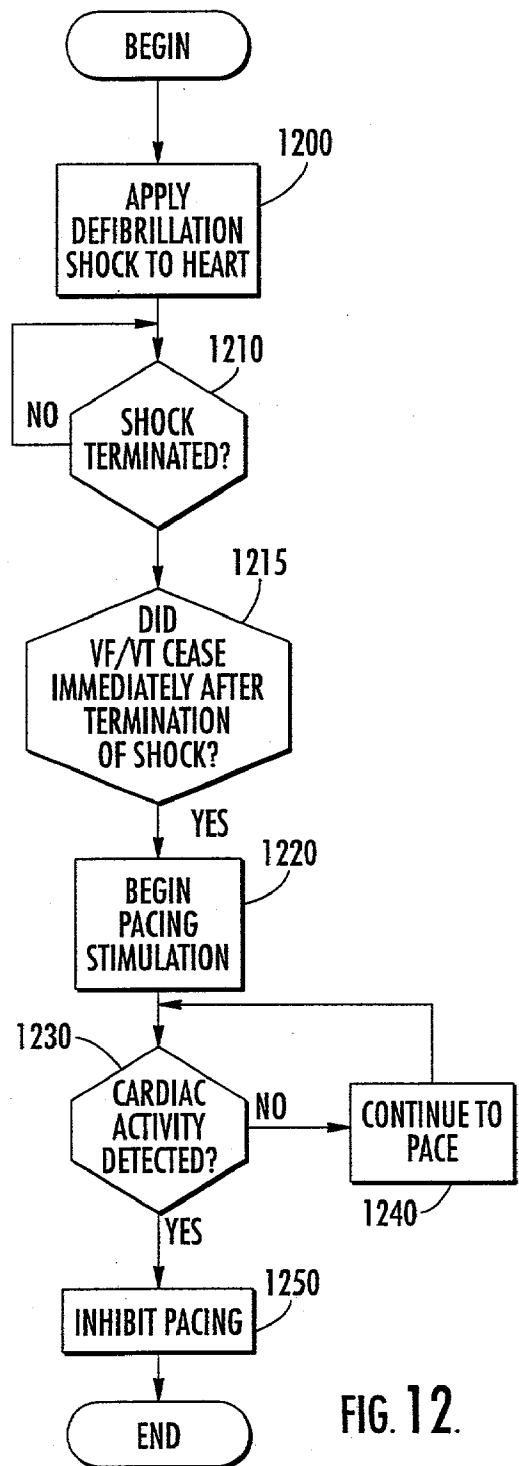 BEGIN
1200
APPLY
DEFIBRILLATION
SHOCK TO HEART
1210
NO
SHOCK
TERMINATED?
1215
DID
VF/VT CEASE
IMMEDIATELY AFTER
TERMINATION
OF SHOCK?
YES
1220
BEGIN
PACING
STIMULATION
1230
CARDIAC
ACTIVITY
DETECTED?
NO
CONTINUE TO
PACE
1240
YES
1250
INHIBIT PACING
END
FIG. 12.